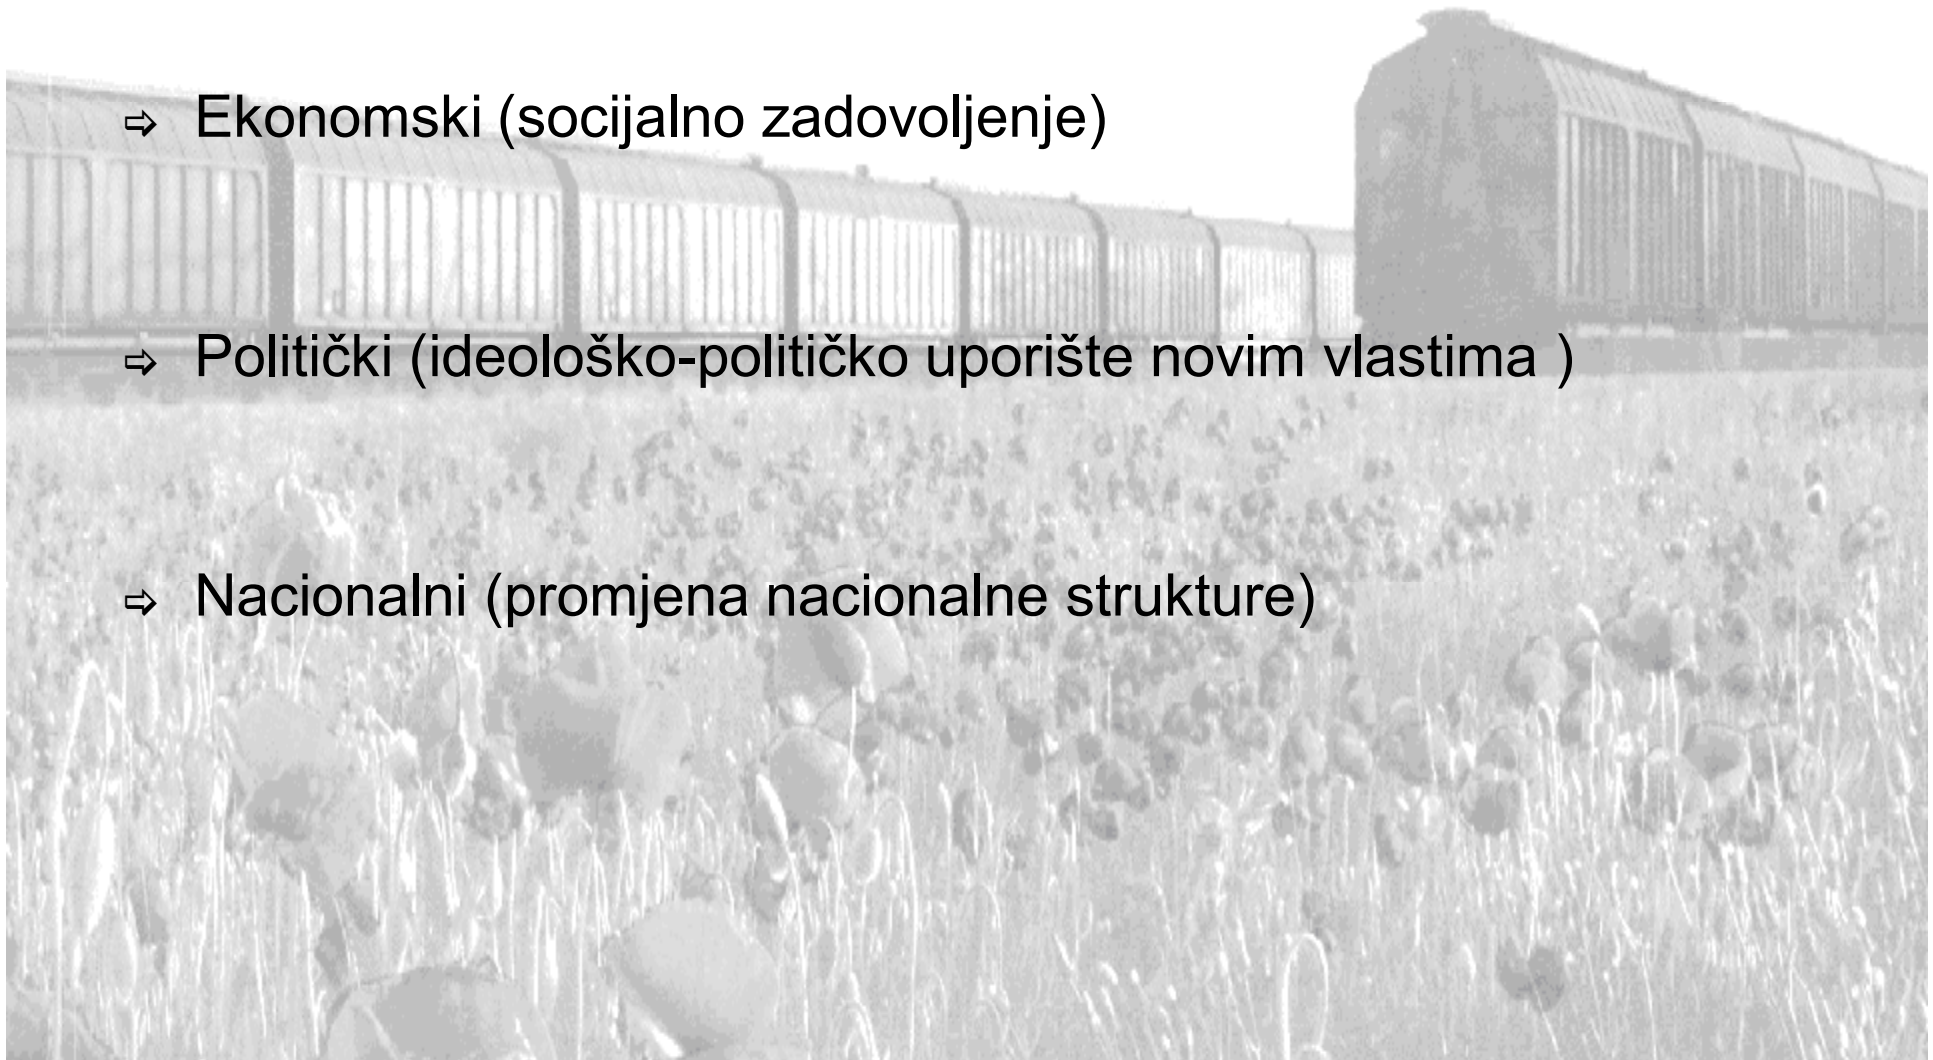 ⇨ Ekonomski (socijalno zadovoljenje)
⇨ Politički (ideološko-političko uporište novim vlastima )
⇨ Nacionalni (promjena nacionalne strukture)